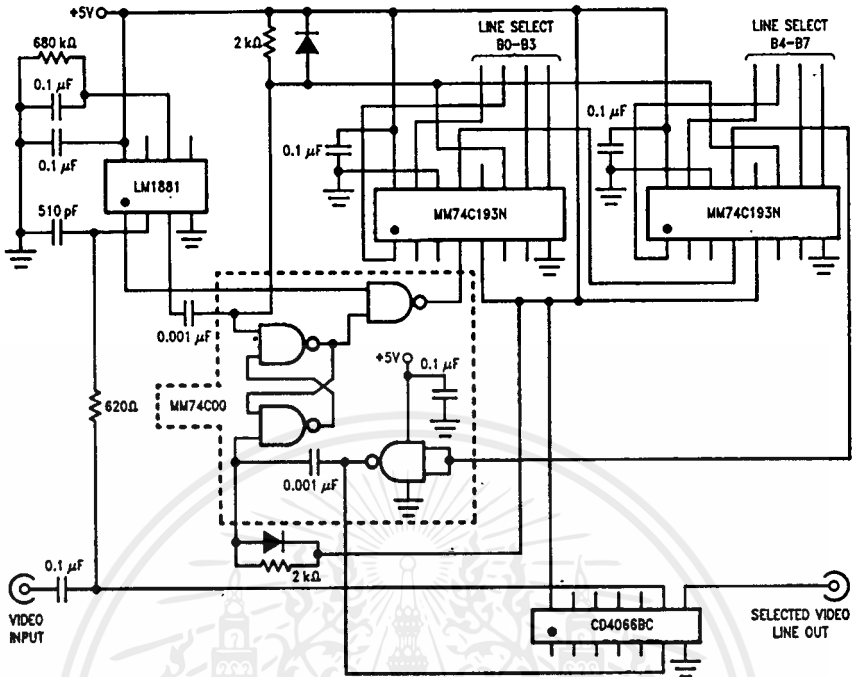 +5V
680 kΩ
0.1 μF
0.1 μF
LM1881
510 pF
2 kΩ
LINE SELECT
B0-B3
0.1 μF
MM74C193N
LINE SELECT
B4-B7
0.1 μF
MM74C193N
0.001 μF
+5V
0.1 μF
MM74C00
620Ω
0.001 μF
2 kΩ
0.1 μF
VIDEO
INPUT
CD4066BC
SELECTED VIDEO
LINE OUT